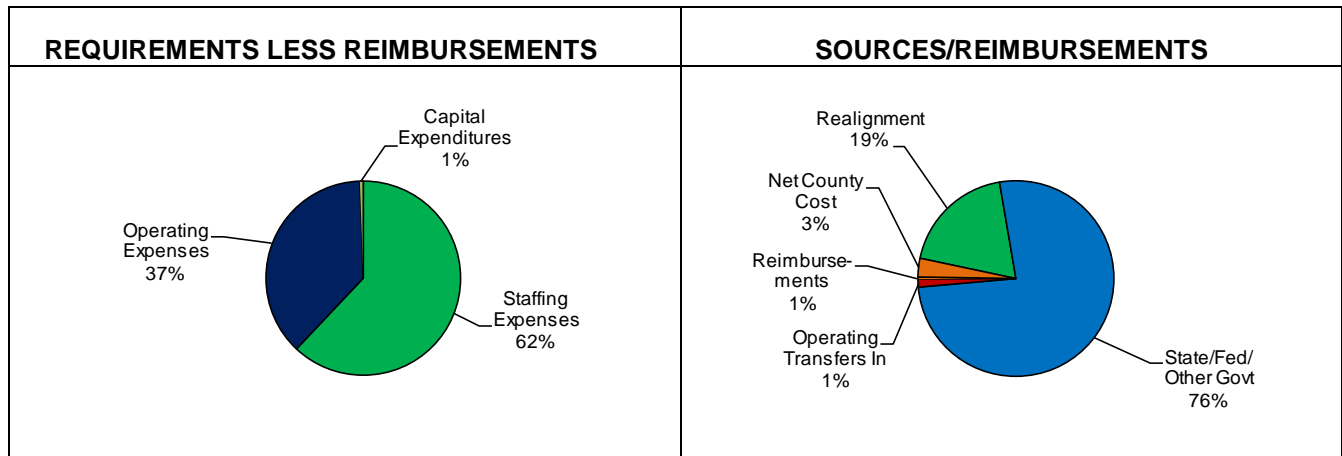 REQUIREMENTS LESS REIMBURSEMENTS
Capital
Expenditures
1%
Operating
Expenses
37%
Staffing
Expenses
62%
SOURCES/REIMBURSEMENTS
Realignment
19%
Net County
Cost
3%
Reimburse-
ments
1%
Operating
Transfers In
1%
State/Fed/
Other Govt
76%